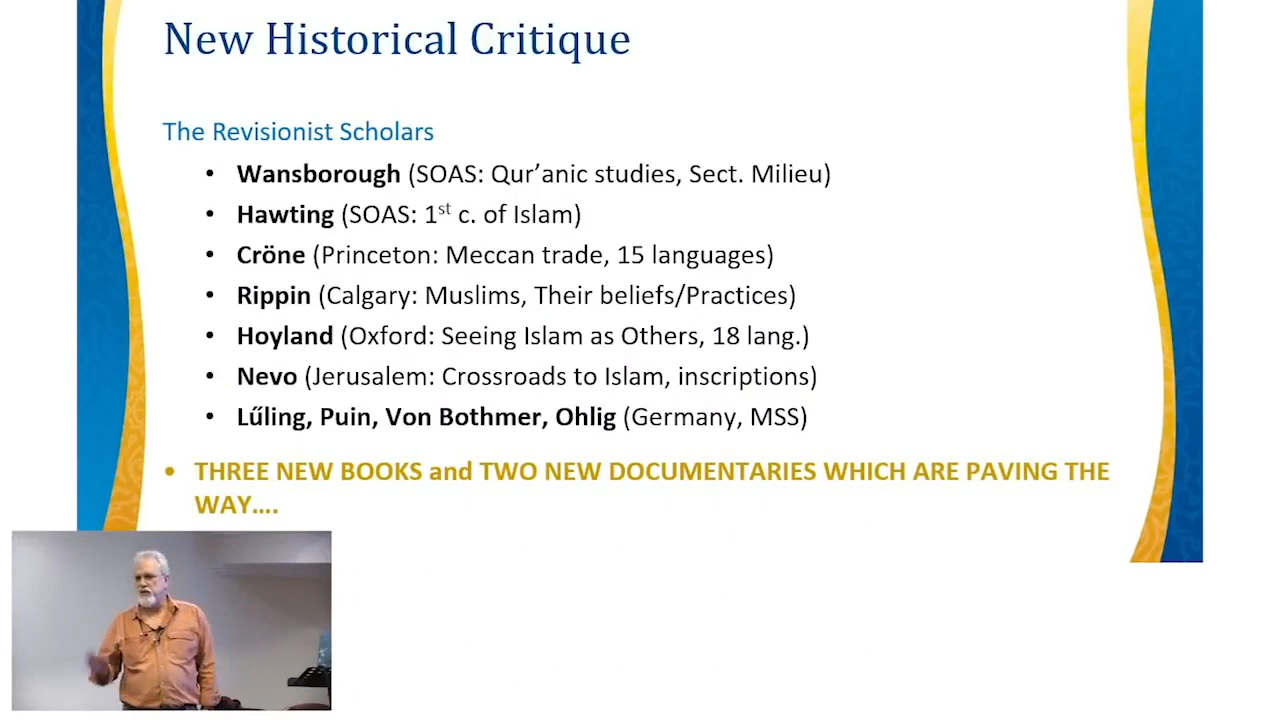 New Historical Critique
The Revisionist Scholars
• Wansborough (SOAS: Qur’anic studies, Sect. Milieu)
• Hawting (SOAS: 1st c. of Islam)
• Cröne (Princeton: Meccan trade, 15 languages)
• Rippin (Calgary: Muslims, Their beliefs/Practices)
• Hoyland (Oxford: Seeing Islam as Others, 18 lang.)
• Nevo (Jerusalem: Crossroads to Islam, inscriptions)
• Lűling, Puin, Von Bothmer, Ohlig (Germany, MSS)
• THREE NEW BOOKS and TWO NEW DOCUMENTARIES WHICH ARE PAVING THE
WAY….